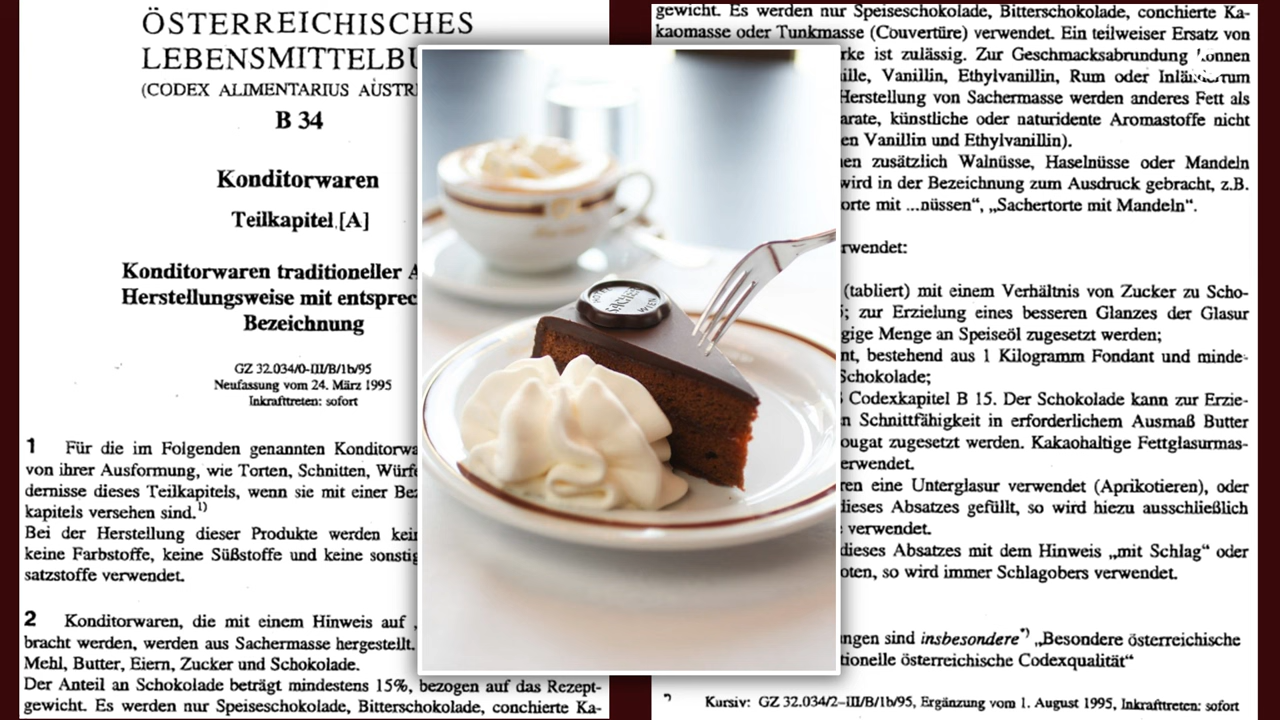 ÖSTERREICHISCHES
LEBENSMITTELBU
(CODEX ALIMENTARIUS AUSTRI
B 34
Konditorwaren
Teilkapitel [A]
Konditorwaren traditioneller A
Herstellungsweise mit entsprec
Bezeichnung
GZ 32.034/0-III/B/1b/95
Neufassung vom 24. März 1995
Inkrafttreten: sofort
1 Für die im Folgenden genannten Konditorwa
von ihrer Ausformung, wie Torten, Schnitten, Würfe
dernisse dieses Teilkapitels, wenn sie mit einer Bez
kapitels versehen sind.1)
Bei der Herstellung dieser Produkte werden kein
keine Farbstoffe, keine Süßstoffe und keine sonstig
satzstoffe verwendet.
2 Konditorwaren, die mit einem Hinweis auf „
bracht werden, werden aus Sachermasse hergestellt.
Mehl, Butter, Eiern, Zucker und Schokolade.
Der Anteil an Schokolade beträgt mindestens 15%, bezogen auf das Rezept-
gewicht. Es werden nur Speiseschokolade, Bitterschokolade, conchierte Ka-
SACHER
WIEN
gewicht. Es werden nur Speiseschokolade, Bitterschokolade, conchierte Ka-
kaomasse oder Tunkmasse (Couvertüre) verwendet. Ein teilweiser Ersatz von
rke ist zulässig. Zur Geschmacksabrundung können
ille, Vanillin, Ethylvanillin, Rum oder Inländerrum
Herstellung von Sachermasse werden anderes Fett als
arate, künstliche oder naturidente Aromastoffe nicht
en Vanillin und Ethylvanillin).
en zusätzlich Walnüsse, Haselnüsse oder Mandeln
wird in der Bezeichnung zum Ausdruck gebracht, z.B.
orte mit ...nüssen“, „Sachertorte mit Mandeln“.
rwendet:
(tabliert) mit einem Verhältnis von Zucker zu Scho-
5; zur Erzielung eines besseren Glanzes der Glasur
gige Menge an Speiseöl zugesetzt werden;
nt, bestehend aus 1 Kilogramm Fondant und minde-
Schokolade;
Codexkapitel B 15. Der Schokolade kann zur Erzie-
n Schnittfähigkeit in erforderlichem Ausmaß Butter
ougat zugesetzt werden. Kakaohaltige Fettglasurmas-
erwendet.
ren eine Unterglasur verwendet (Aprikotieren), oder
dieses Absatzes gefüllt, so wird hiezu ausschließlich
verwendet.
dieses Absatzes mit dem Hinweis „mit Schlag“ oder
oten, so wird immer Schlagobers verwendet.
ngen sind insbesondere*) „Besondere österreichische
tionelle österreichische Codexqualität“
*) Kursiv: GZ 32.034/2-III/B/1b/95, Ergänzung vom 1. August 1995, Inkrafttreten: sofort